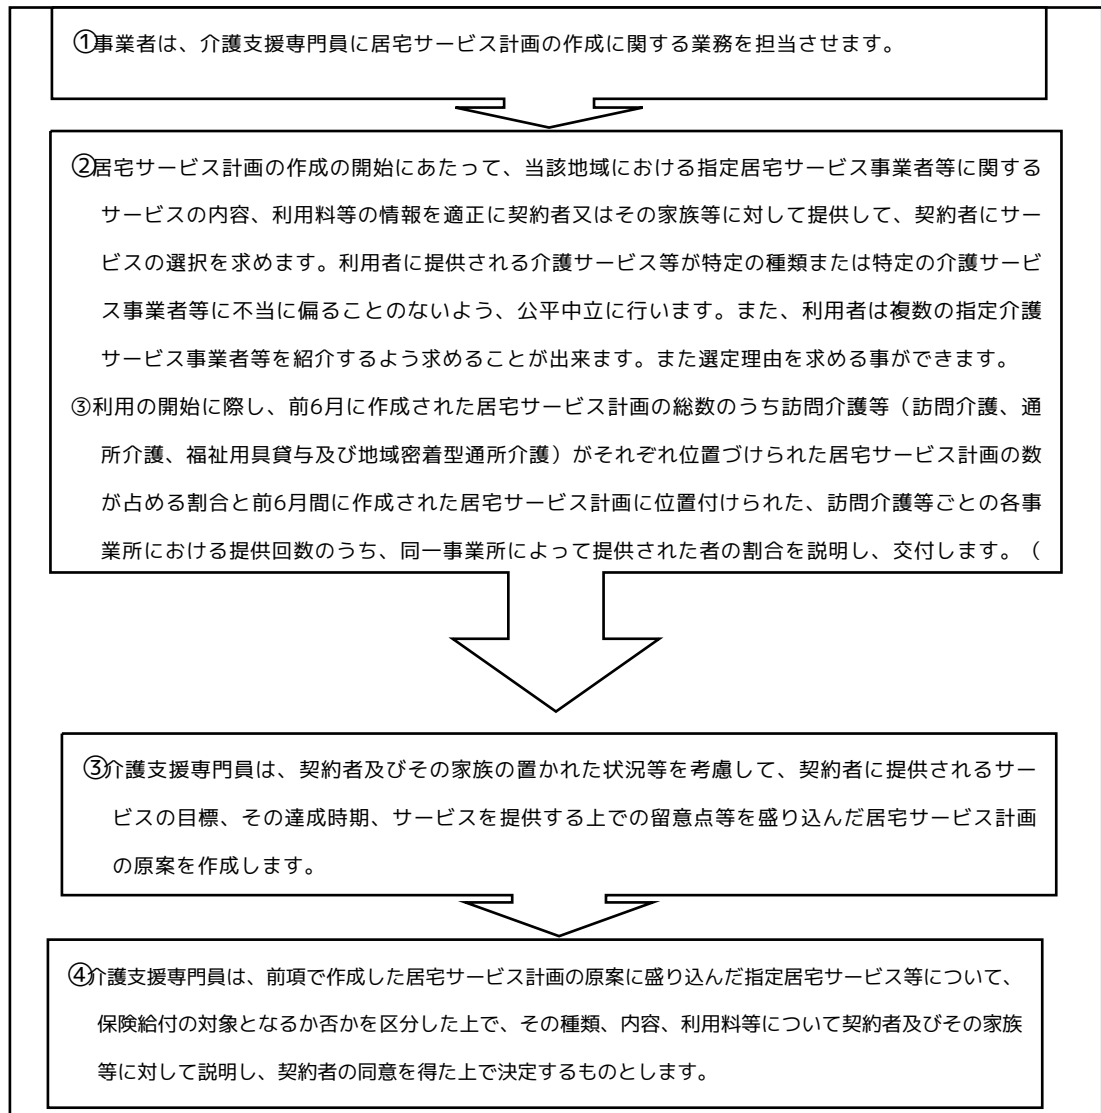 ①事業者は、介護支援専門員に居宅サービス計画の作成に関する業務を担当させます。
②居宅サービス計画の作成の開始にあたって、当該地域における指定居宅サービス事業者等に関する
サービスの内容、利用料等の情報を適正に契約者又はその家族等に対して提供して、契約者にサー
ビスの選択を求めます。利用者に提供される介護サービス等が特定の種類または特定の介護サービ
ス事業者等に不当に偏ることのないよう、公平中立に行います。また、利用者は複数の指定介護
サービス事業者等を紹介するよう求めることが出来ます。また選定理由を求める事ができます。
③利用の開始に際し、前6月に作成された居宅サービス計画の総数のうち訪問介護等（訪問介護、通
所介護、福祉用具貸与及び地域密着型通所介護）がそれぞれ位置づけられた居宅サービス計画の数
が占める割合と前6月間に作成された居宅サービス計画に位置付けられた、訪問介護等ごとの各事
業所における提供回数のうち、同一事業所によって提供された者の割合を説明し、交付します。（
③介護支援専門員は、契約者及びその家族の置かれた状況等を考慮して、契約者に提供されるサー
ビスの目標、その達成時期、サービスを提供する上での留意点等を盛り込んだ居宅サービス計画
の原案を作成します。
④介護支援専門員は、前項で作成した居宅サービス計画の原案に盛り込んだ指定居宅サービス等について、
保険給付の対象となるか否かを区分した上で、その種類、内容、利用料等について契約者及びその家族
等に対して説明し、契約者の同意を得た上で決定するものとします。